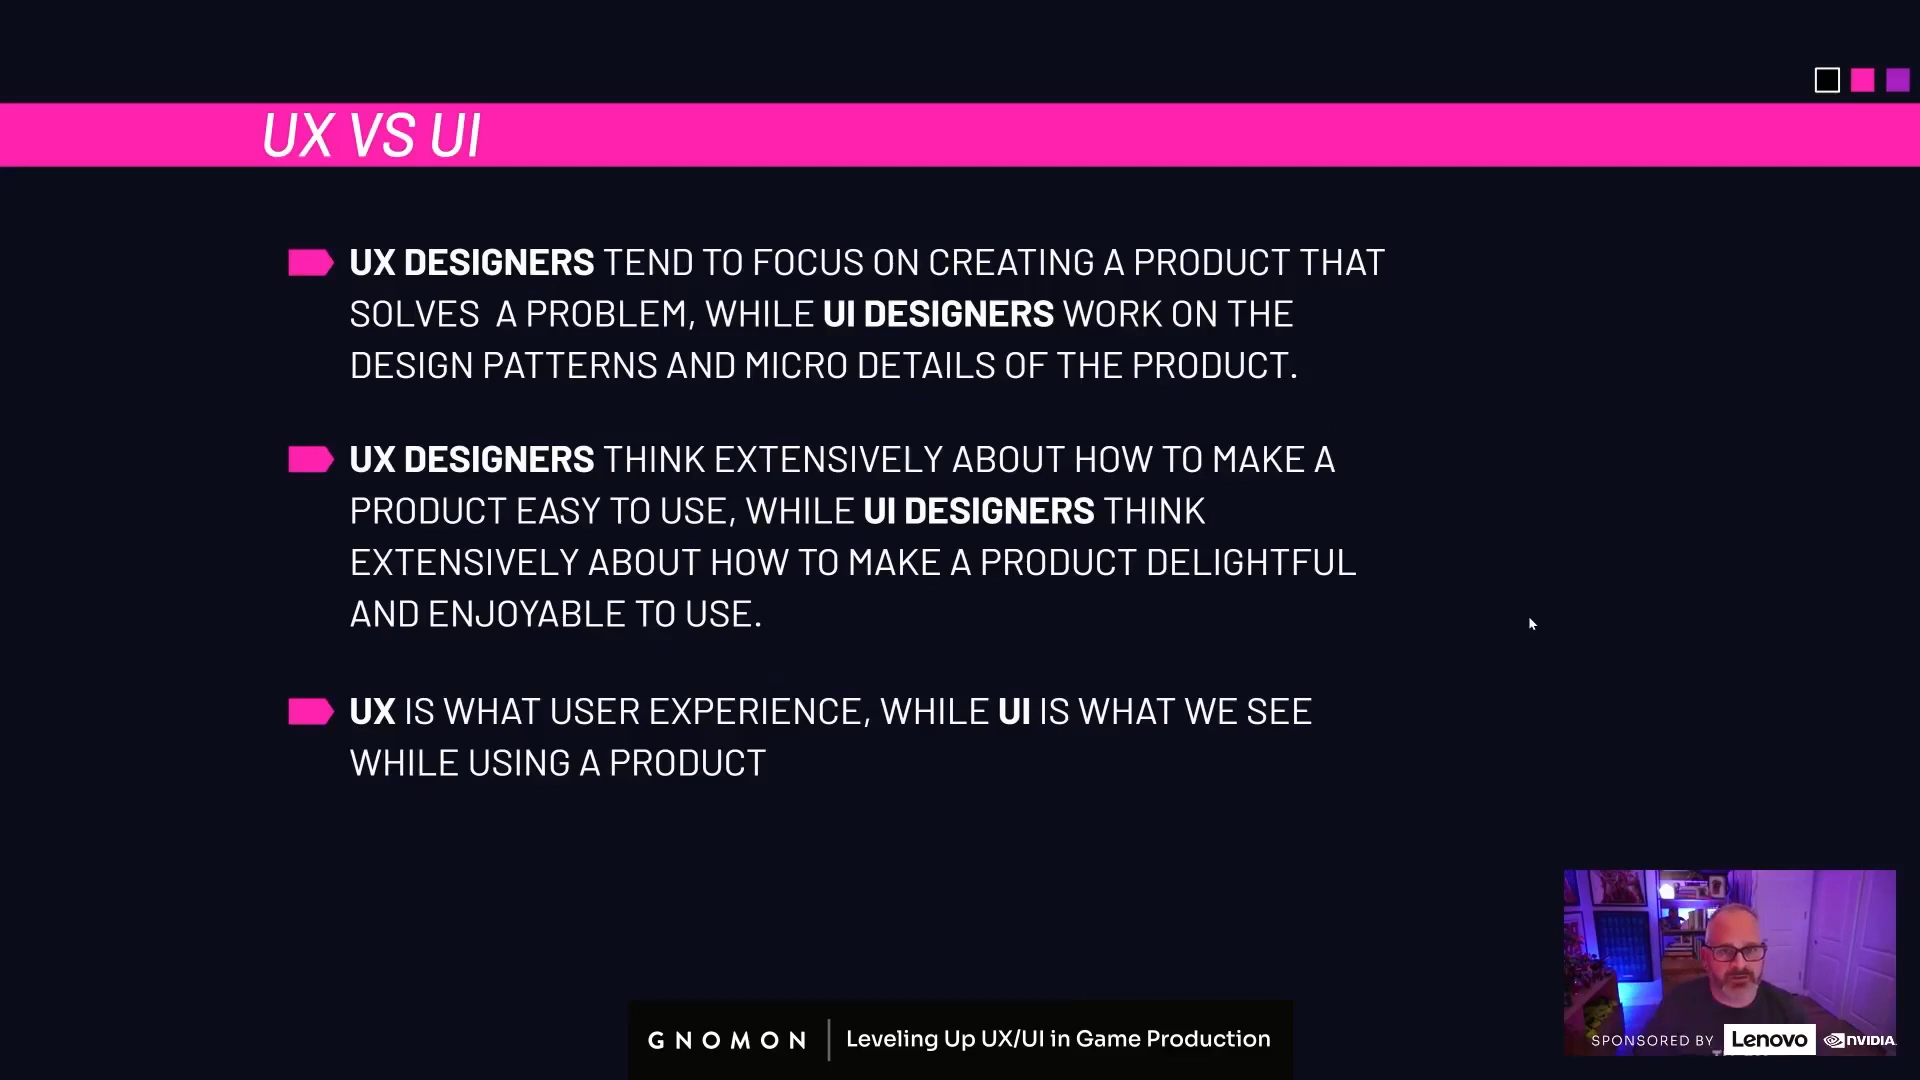 UX VS UI
UX DESIGNERS TEND TO FOCUS ON CREATING A PRODUCT THAT
SOLVES A PROBLEM, WHILE UI DESIGNERS WORK ON THE
DESIGN PATTERNS AND MICRO DETAILS OF THE PRODUCT.
UX DESIGNERS THINK EXTENSIVELY ABOUT HOW TO MAKE A
PRODUCT EASY TO USE, WHILE UI DESIGNERS THINK
EXTENSIVELY ABOUT HOW TO MAKE A PRODUCT DELIGHTFUL
AND ENJOYABLE TO USE.
UX IS WHAT USER EXPERIENCE, WHILE UI IS WHAT WE SEE
WHILE USING A PRODUCT
GNOMON | Leveling Up UX/UI in Game Production
SPONSORED BY Lenovo NVIDIA